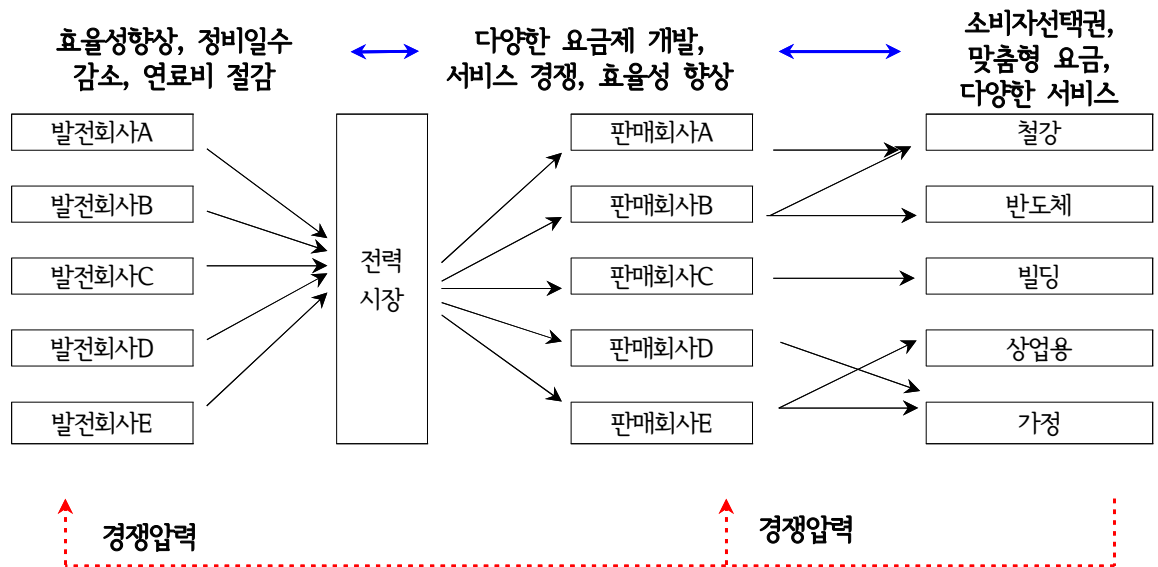 효율성향상, 정비일수
감소, 연료비 절감
다양한 요금제 개발,
서비스 경쟁, 효율성 향상
소비자선택권,
맞춤형 요금,
다양한 서비스
발전회사A
발전회사B
발전회사C
발전회사D
발전회사E
전력
시장
판매회사A
판매회사B
판매회사C
판매회사D
판매회사E
철강
반도체
빌딩
상업용
가정
경쟁압력
경쟁압력